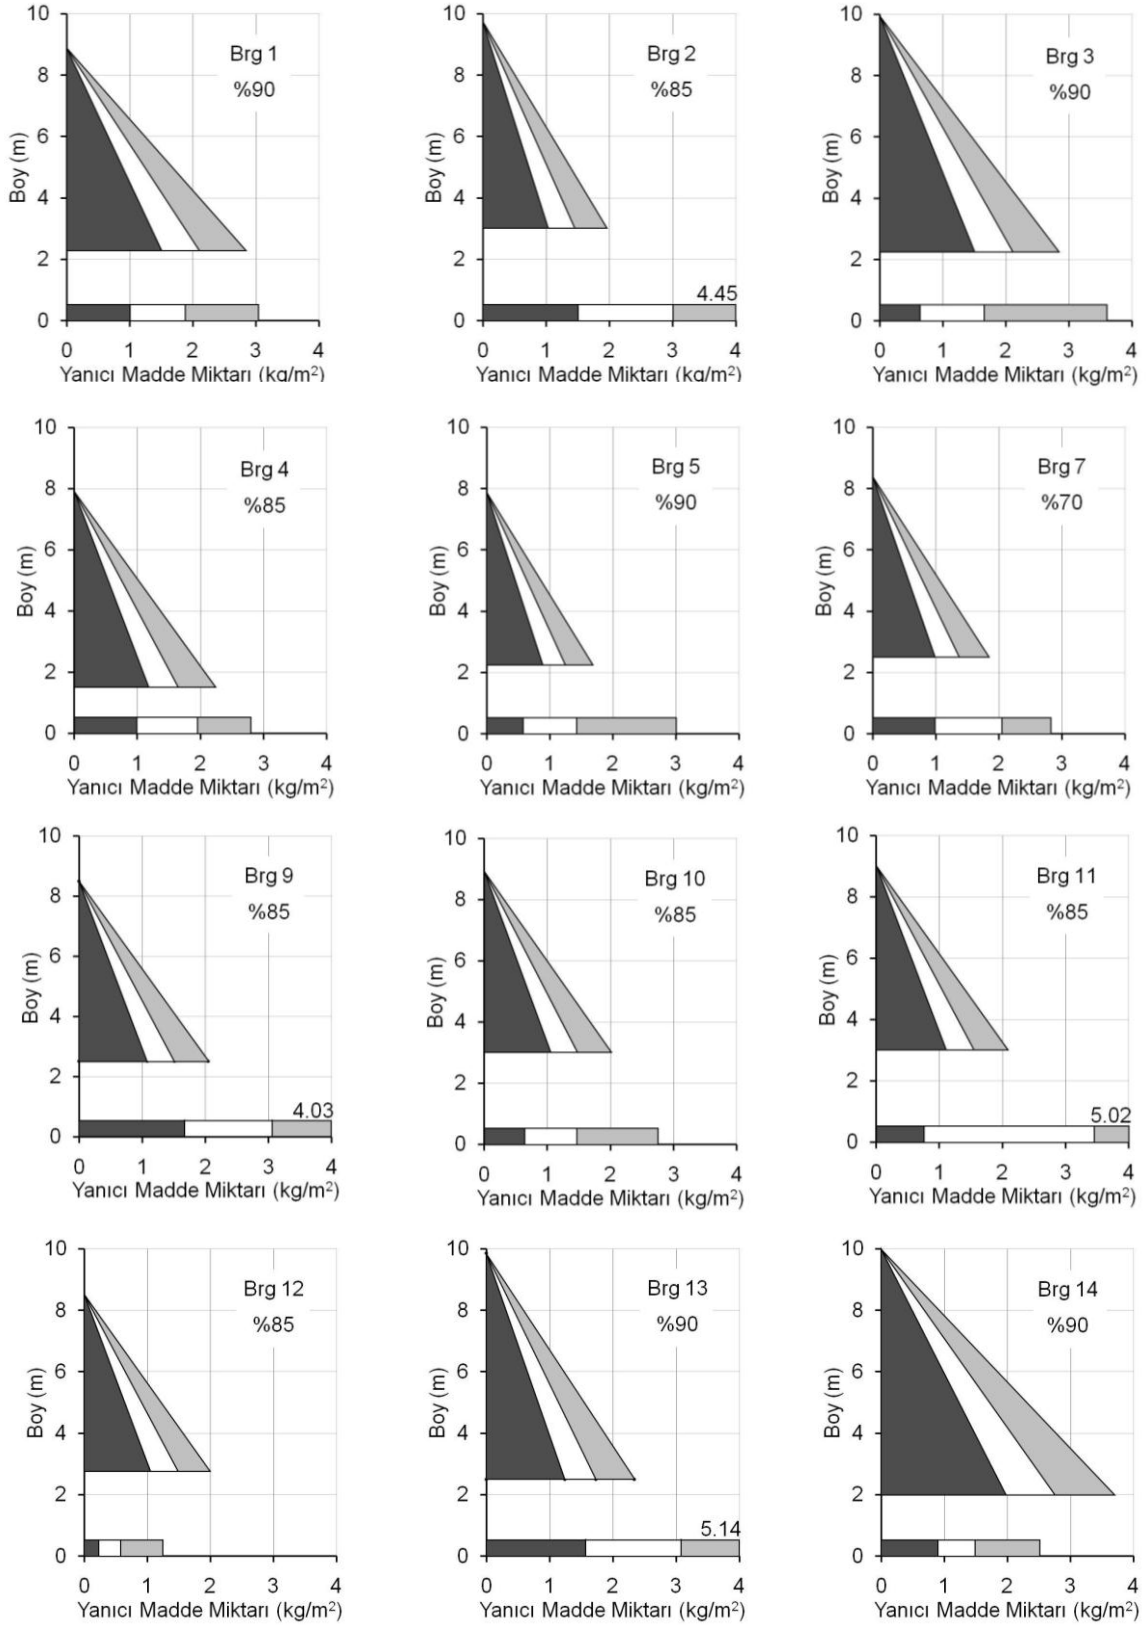 10
8
6
4
2
0
Boy (m)
Brg 1
%90
0 1 2 3 4
Yanıcı Madde Miktarı (kg/m²)
10
8
6
4
2
0
Boy (m)
Brg 2
%85
4.45
0 1 2 3 4
Yanıcı Madde Miktarı (kg/m²)
10
8
6
4
2
0
Boy (m)
Brg 3
%90
0 1 2 3 4
Yanıcı Madde Miktarı (kg/m²)
10
8
6
4
2
0
Boy (m)
Brg 4
%85
0 1 2 3 4
Yanıcı Madde Miktarı (kg/m²)
10
8
6
4
2
0
Boy (m)
Brg 5
%90
0 1 2 3 4
Yanıcı Madde Miktarı (kg/m²)
10
8
6
4
2
0
Boy (m)
Brg 7
%70
0 1 2 3 4
Yanıcı Madde Miktarı (kg/m²)
10
8
6
4
2
0
Boy (m)
Brg 9
%85
4.03
0 1 2 3 4
Yanıcı Madde Miktarı (kg/m²)
10
8
6
4
2
0
Boy (m)
Brg 10
%85
0 1 2 3 4
Yanıcı Madde Miktarı (kg/m²)
10
8
6
4
2
0
Boy (m)
Brg 11
%85
5.02
0 1 2 3 4
Yanıcı Madde Miktarı (kg/m²)
10
8
6
4
2
0
Boy (m)
Brg 12
%85
0 1 2 3 4
Yanıcı Madde Miktarı (kg/m²)
10
8
6
4
2
0
Boy (m)
Brg 13
%90
5.14
0 1 2 3 4
Yanıcı Madde Miktarı (kg/m²)
10
8
6
4
2
0
Boy (m)
Brg 14
%90
0 1 2 3 4
Yanıcı Madde Miktarı (kg/m²)